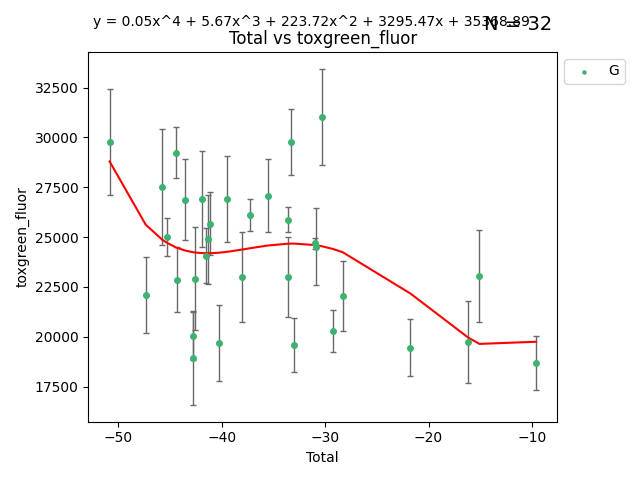 y = 0.05x^4 + 5.67x^3 + 223.72x^2 + 3295.47x + 35368.89
N = 32
Total vs toxgreen_fluor
G
toxgreen_fluor
32500
30000
27500
25000
22500
20000
17500
−50
−40
−30
−20
−10
Total